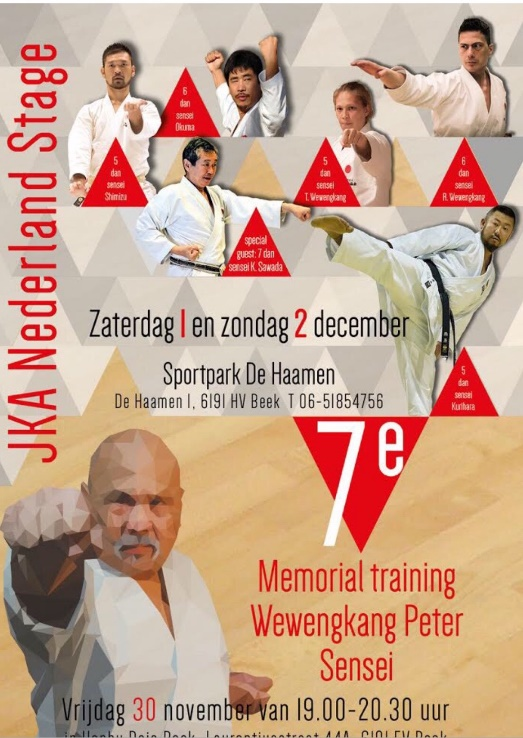 JKA Nederland Stage
6
dan
sensei
Okuma
5
dan
sensei
Shimizu
5
dan
sensei
T. Wewengkang
6
dan
sensei
R. Wewengkang
special
guest: 7 dan
sensei K. Sawada
Zaterdag 1 en zondag 2 december
Sportpark De Haamen
De Haamen 1, 6191 HV Beek T 06-51854756
5
dan
sensei
Kurihara
7e
Memorial training
Wewengkang Peter
Sensei
Vrijdag 30 november van 19.00-20.30 uur